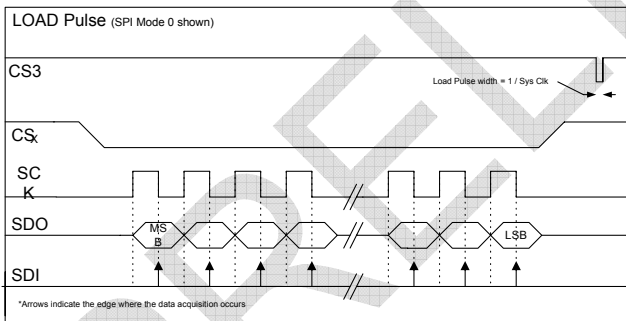 LOAD Pulse (SPI Mode 0 shown)
CS3
Load Pulse width = 1 / Sys Clk
CSx
SC
K
SDO
MS
B
LSB
SDI
*Arrows indicate the edge where the data acquisition occurs